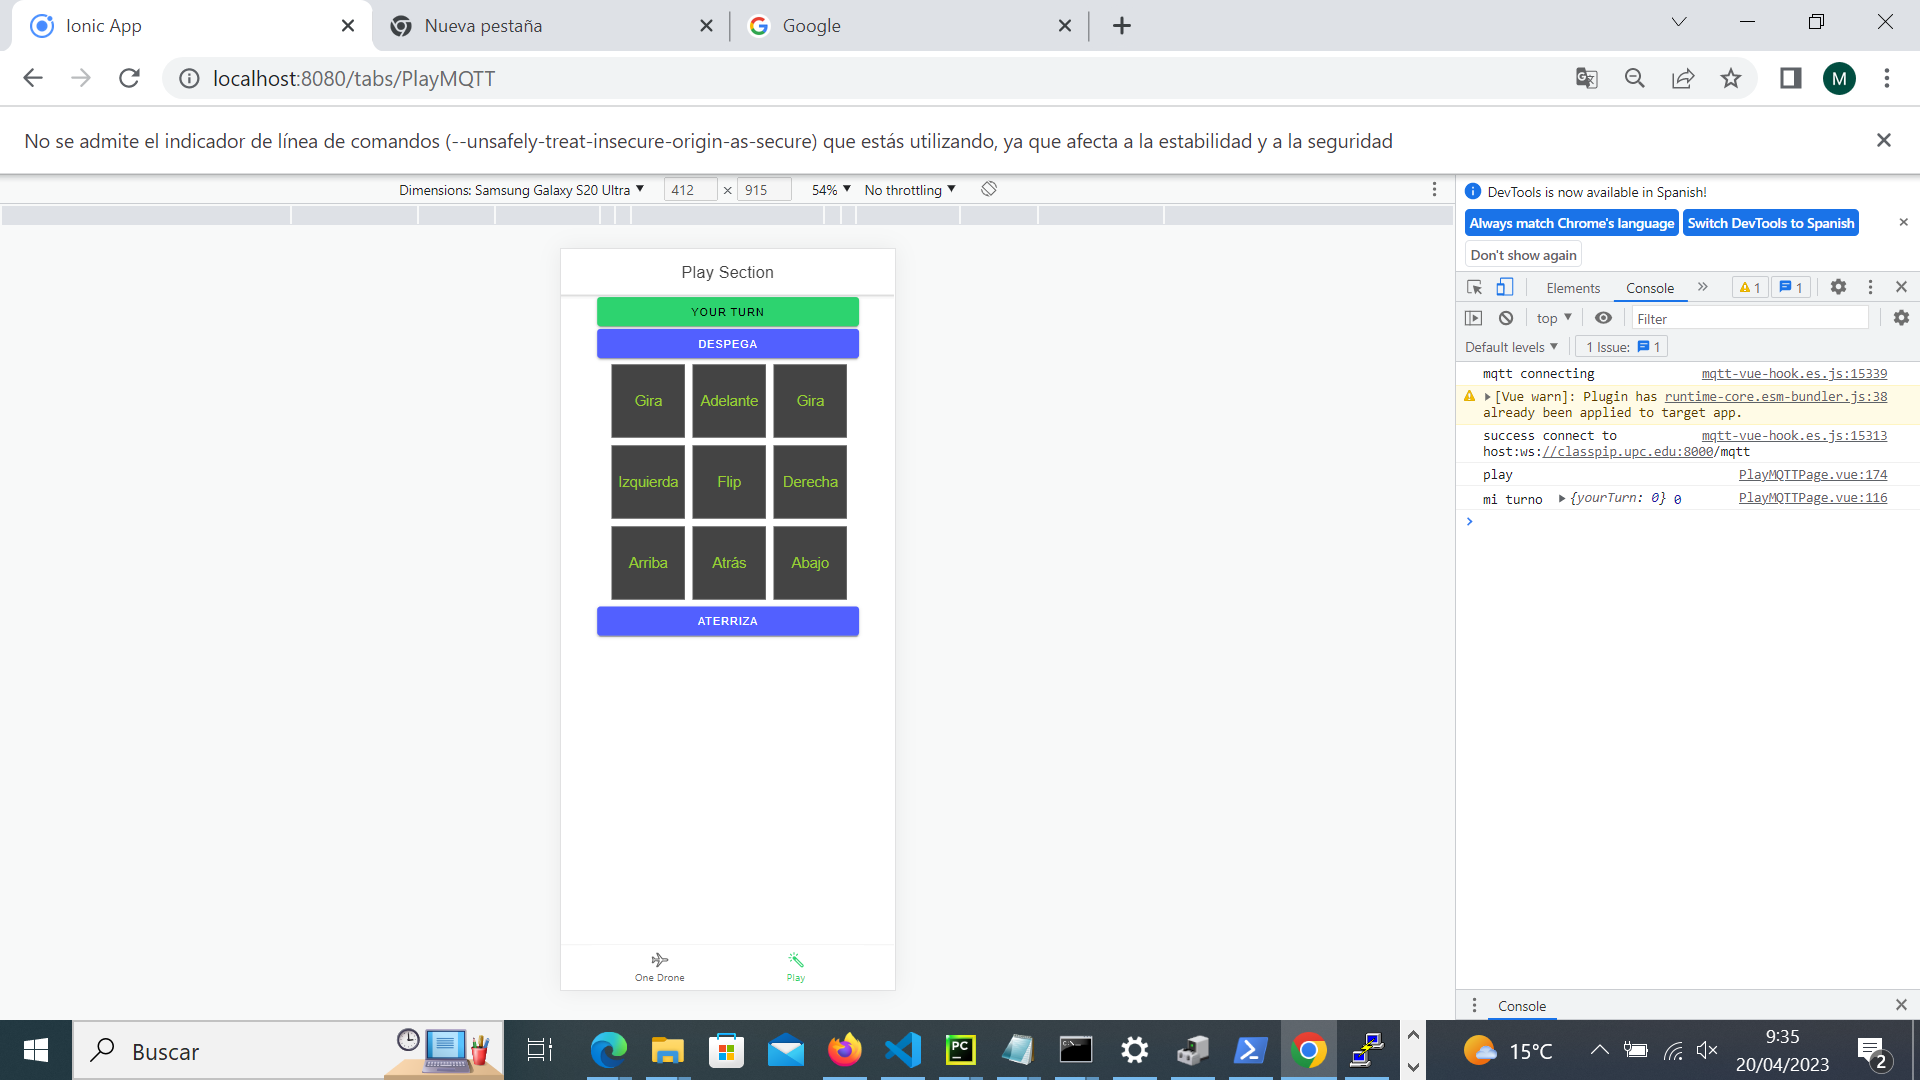 Ionic App
Nueva pestaña
Google
localhost:8080/tabs/PlayMQTT
M
No se admite el indicador de línea de comandos (--unsafely-treat-insecure-origin-as-secure) que estás utilizando, ya que afecta a la estabilidad y a la seguridad
Dimensions: Samsung Galaxy S20 Ultra
412 × 915
54%
No throttling
Play Section
YOUR TURN
DESPEGA
Gira Adelante Gira
Izquierda Flip Derecha
Arriba Atrás Abajo
ATERRIZA
One Drone
Play
DevTools is now available in Spanish!
Always match Chrome's language
Switch DevTools to Spanish
Don't show again
Elements
Console
1
1
top
Filter
Default levels
1 Issue: 1
mqtt connecting mqtt-vue-hook.es.js:15339
[Vue warn]: Plugin has runtime-core.esm-bundler.js:38
already been applied to target app.
success connect to mqtt-vue-hook.es.js:15313
host:ws://classpip.upc.edu:8000/mqtt
play PlayMQTTPage.vue:174
mi turno {yourTurn: 0} 0 PlayMQTTPage.vue:116
Console
Buscar
PC
15°C
9:35
20/04/2023
2